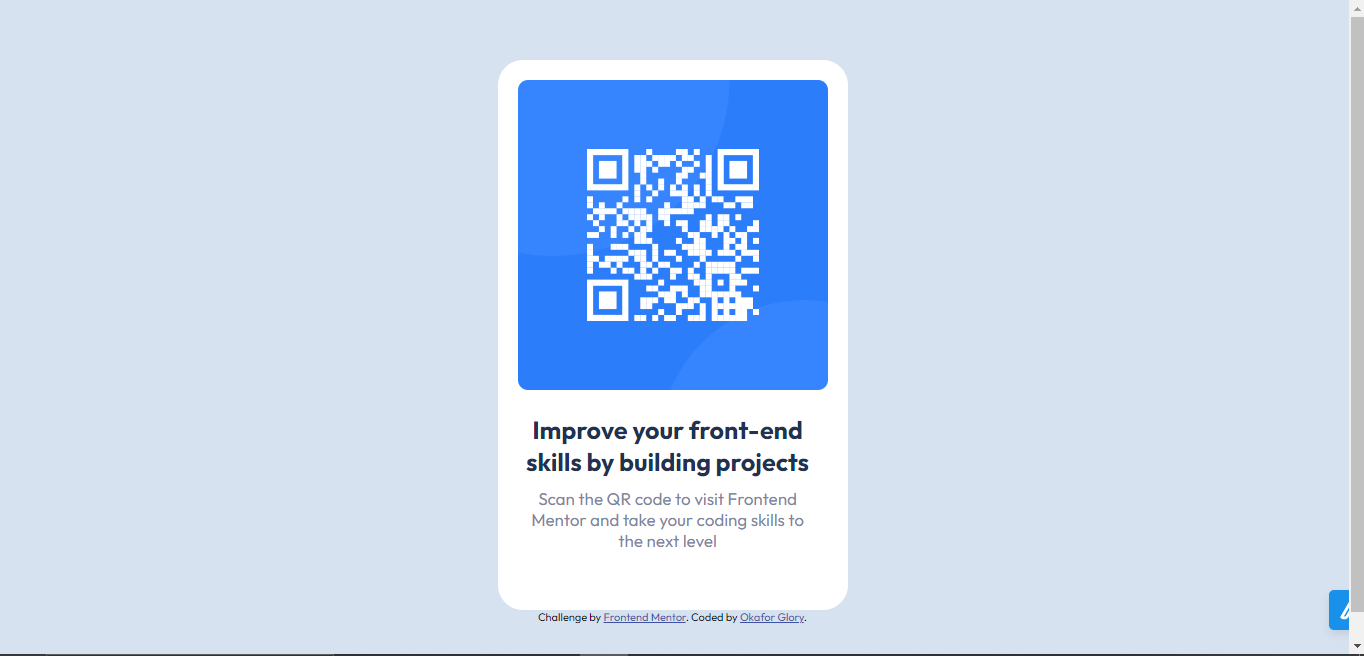 Improve your front-end
skills by building projects
Scan the QR code to visit Frontend
Mentor and take your coding skills to
the next level
Challenge by Frontend Mentor. Coded by Okafor Glory.